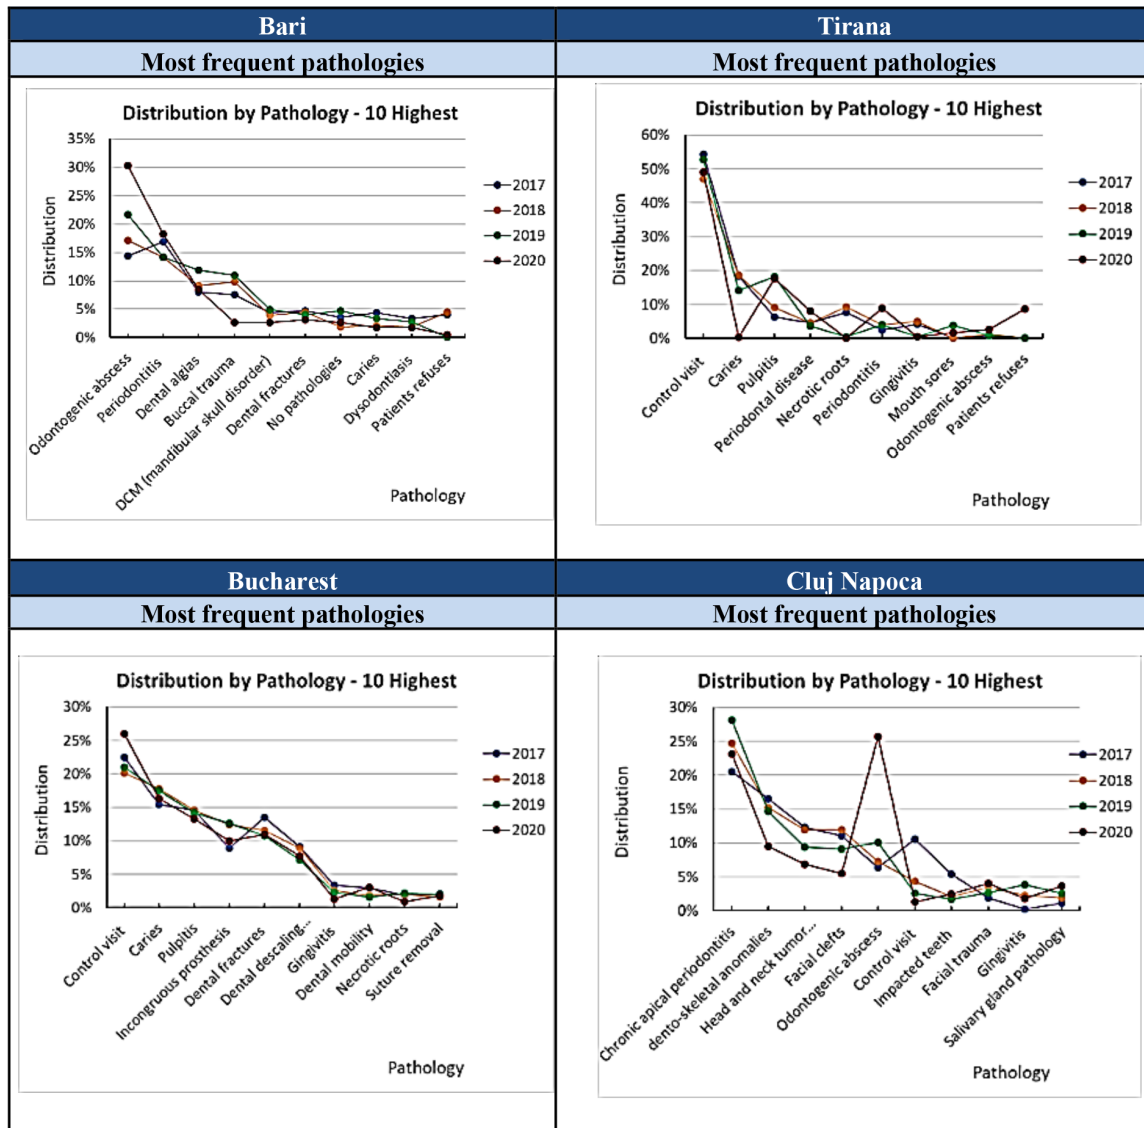 Bari
Most frequent pathologies
Distribution by Pathology - 10 Highest
35%
30%
25%
20%
15%
10%
5%
0%
Distribution
2017
2018
2019
2020
Odontogenic abscess
Periodontitis
Dental algias
Buccal trauma
DCM (mandibular skull disorder)
Dental fractures
No pathologies
Caries
Dysodontiasis
Patients refuses
Pathology
Tirana
Most frequent pathologies
Distribution by Pathology - 10 Highest
60%
50%
40%
30%
20%
10%
0%
Distribution
2017
2018
2019
2020
Control visit
Caries
Pulpitis
Periodontal disease
Necrotic roots
Periodontitis
Gingivitis
Mouth sores
Odontogenic abscess
Patients refuses
Pathology
Bucharest
Most frequent pathologies
Distribution by Pathology - 10 Highest
30%
25%
20%
15%
10%
5%
0%
Distribution
2017
2018
2019
2020
Control visit
Caries
Pulpitis
Incongruous prosthesis
Dental fractures
Dental descaling...
Gingivitis
Dental mobility
Necrotic roots
Suture removal
Pathology
Cluj Napoca
Most frequent pathologies
Distribution by Pathology - 10 Highest
30%
25%
20%
15%
10%
5%
0%
Distribution
2017
2018
2019
2020
Chronic apical periodontitis
dento-skeletal anomalies
Head and neck tumor...
Facial clefts
Odontogenic abscess
Control visit
Impacted teeth
Facial trauma
Gingivitis
Salivary gland pathology
Pathology